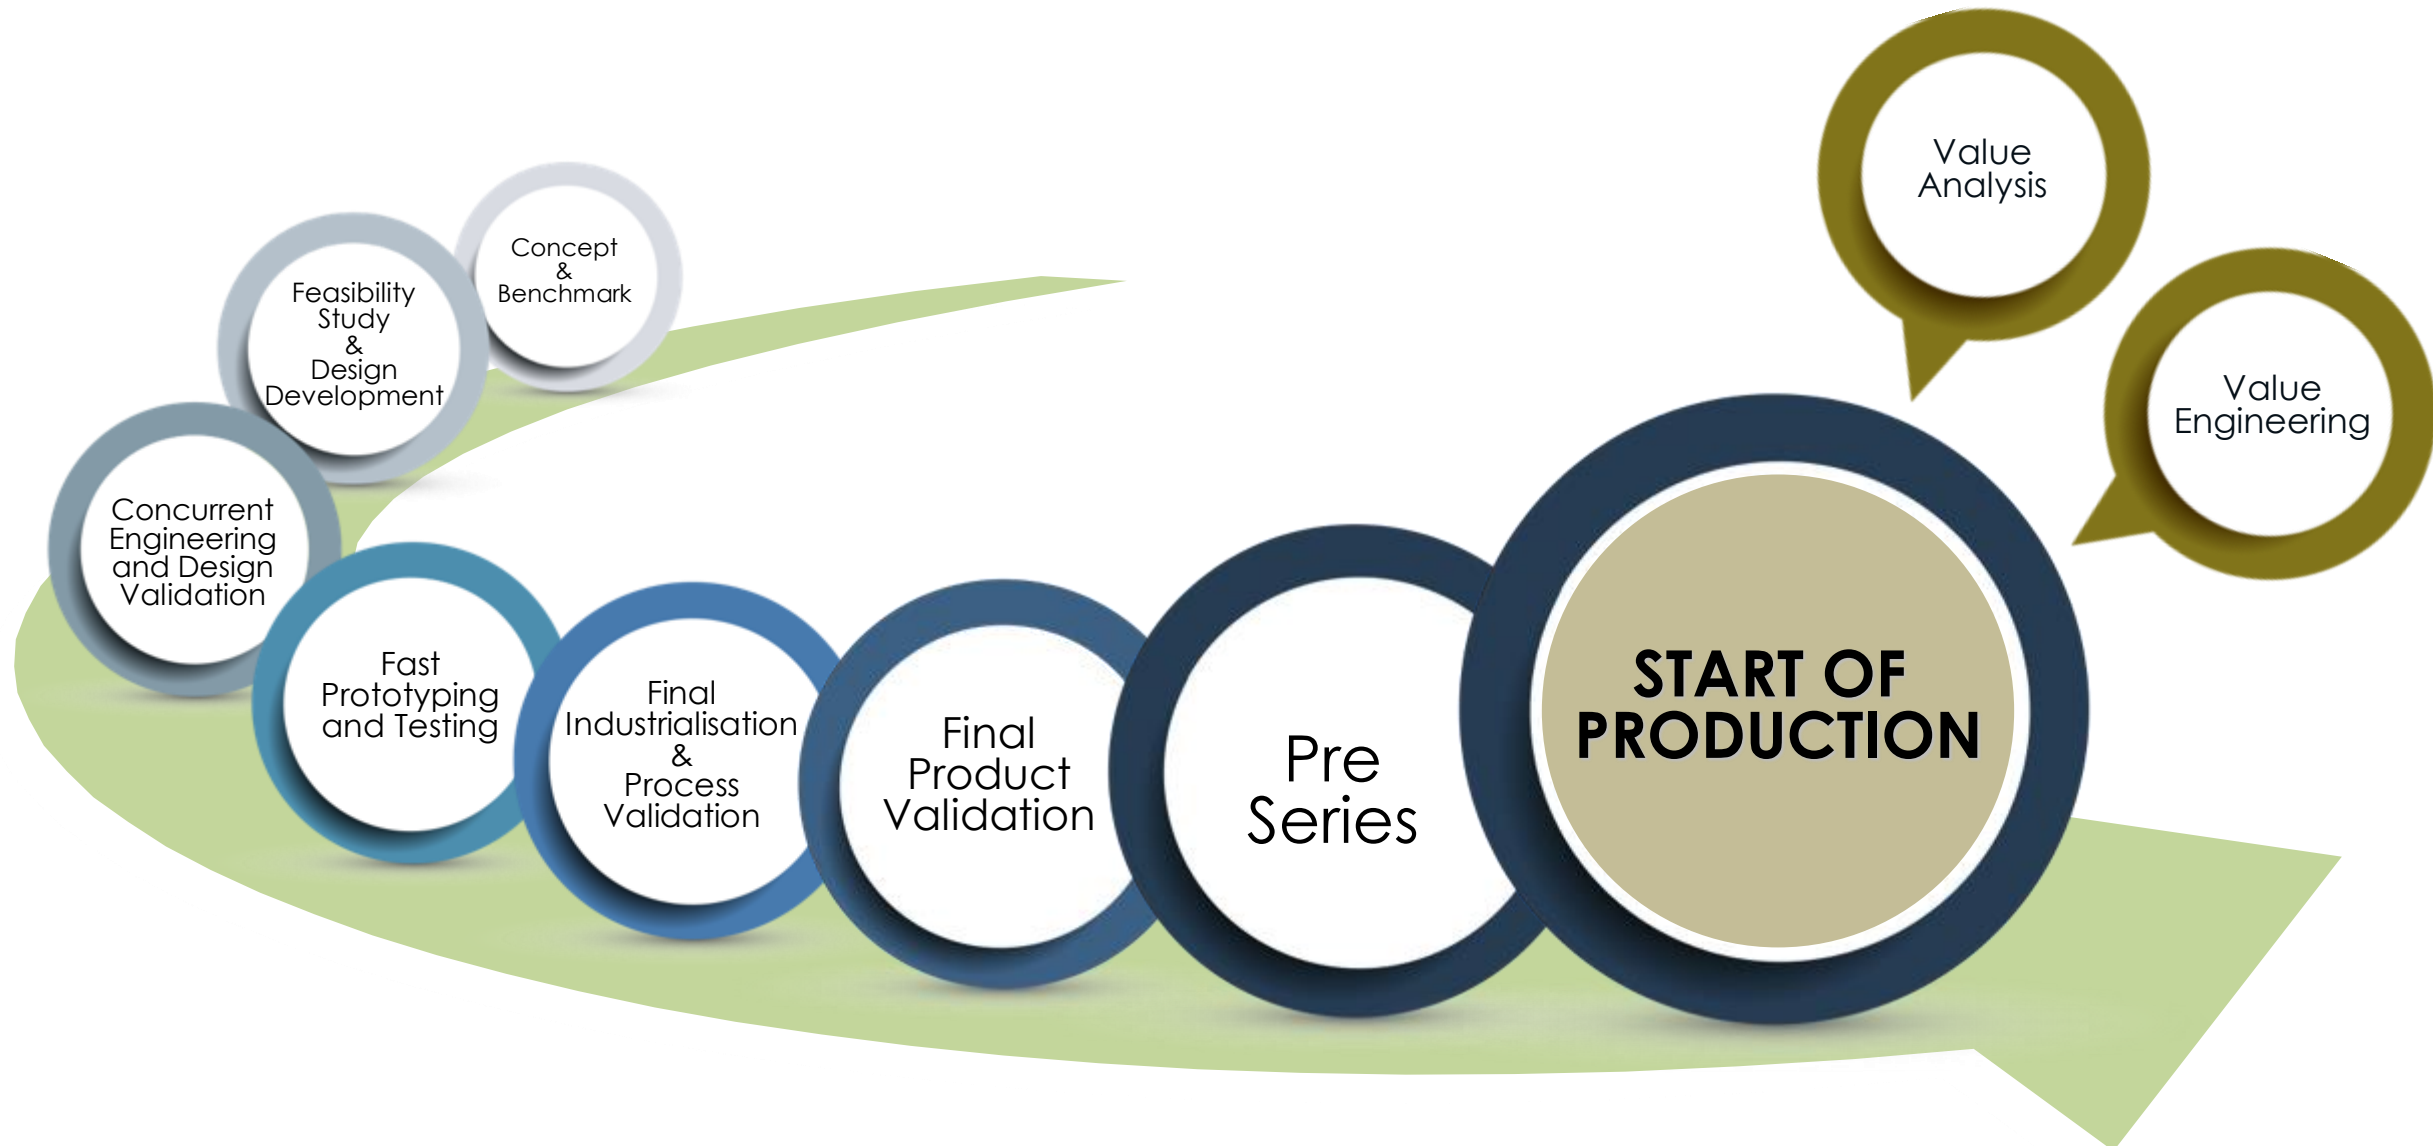 Concept
&
Benchmark
Feasibility
Study
&
Design
Development
Concurrent
Engineering
and Design
Validation
Fast
Prototyping
and Testing
Final
Industrialisation
&
Process
Validation
Final
Product
Validation
Pre
Series
START OF
PRODUCTION
Value
Analysis
Value
Engineering